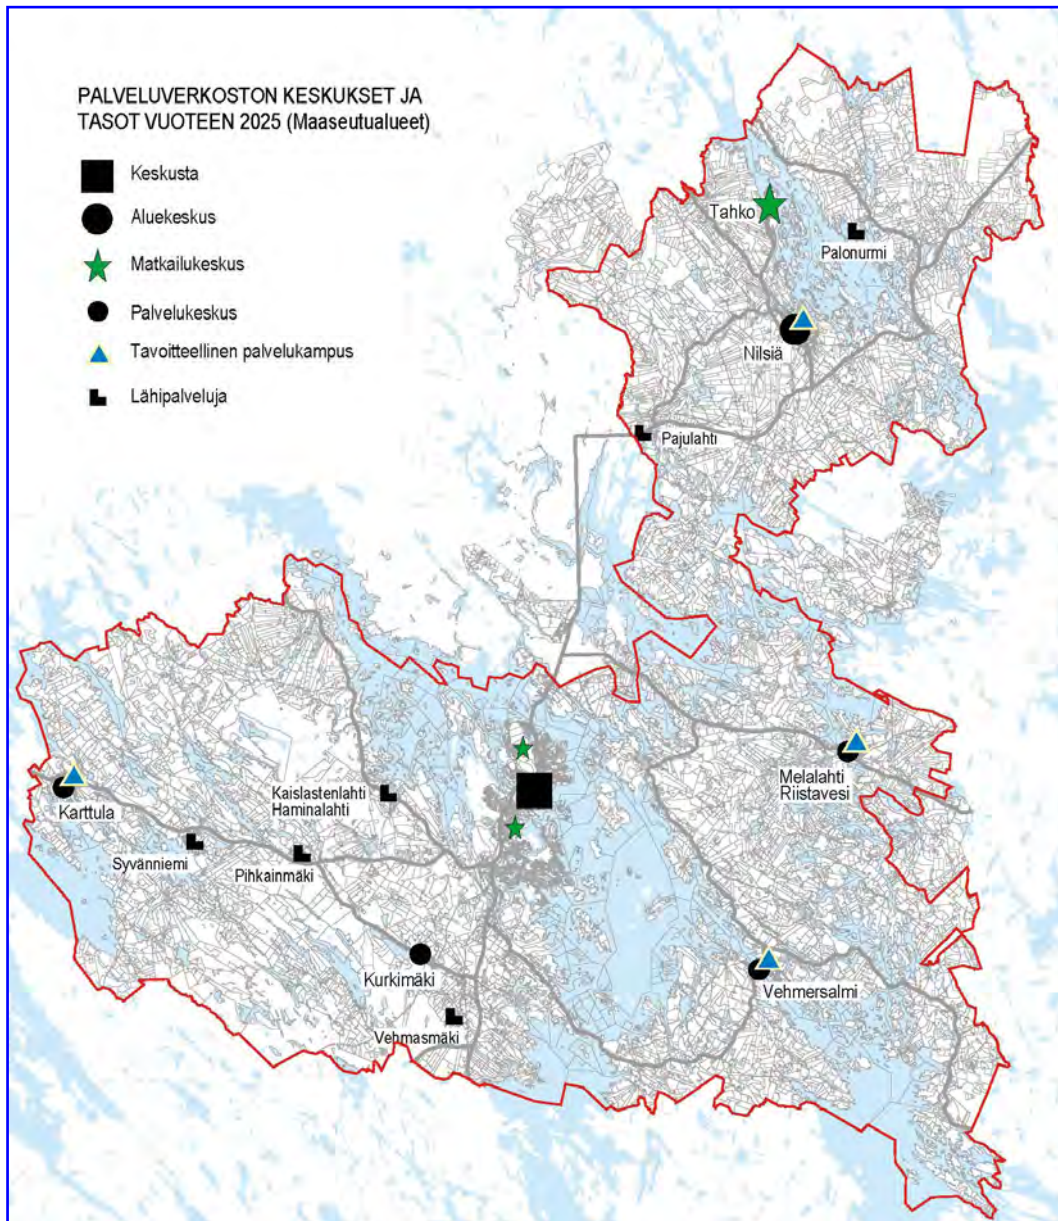 PALVELUVERKOSTON KESKUKSET JA
TASOT VUOTEEN 2025 (Maaseutualueet)
Keskusta
Aluekeskus
Matkailukeskus
Palvelukeskus
Tavoitteellinen palvelukampus
Lähipalveluja
Tahko
Palonurmi
Nilsiä
Pajulahti
Melalahti
Riistavesi
Kaislastenlahti
Haminalahti
Karttula
Syvänniemi
Pihkainmäki
Kurkimäki
Vehmersalmi
Vehmasmäki